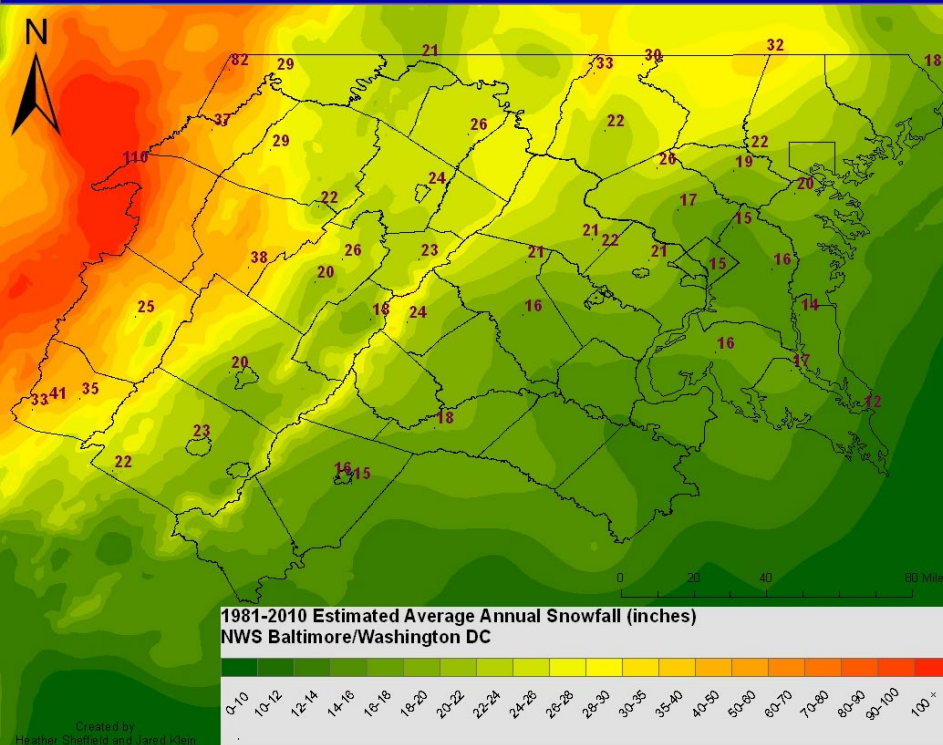 N
82 29 21 33 30 32 18
37 29 26 22 22
110 26 19
22 24 17 20
15
38 26 23 21 21 22 21 15 16
20
25 18 24 16 14
16
20 17
33 41 35 12
18
23
22 16 15
0 20 40 80 Mile
1981-2010 Estimated Average Annual Snowfall (inches)
NWS Baltimore/Washington DC
0-10 10-12 12-14 14-16 16-18 18-20 20-22 22-24 24-26 26-28 28-30 30-35 35-40 40-50 50-60 60-70 70-80 80-90 90-100 100 +
Created by
Heather Sheffield and Jared Klein